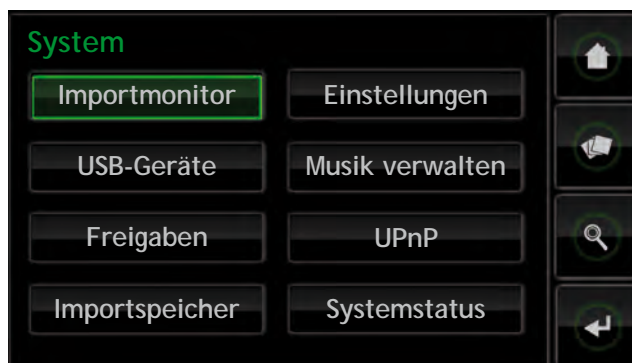 System
Importmonitor
Einstellungen
USB-Geräte
Musik verwalten
Freigaben
UPnP
Importspeicher
Systemstatus